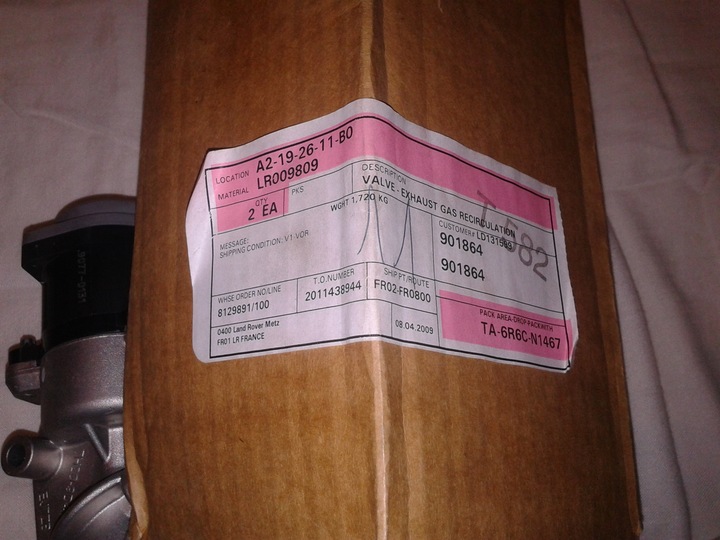 LOCATION A2-19-26-11-B0
MATERIAL LR009809
QTY
2 EA
PKS
DESCRIPTION
VALVE - EXHAUST GAS RECIRCULATION
WGHT 1,720 KG
CUSTOMER# LD131599
901864
901864
T 582
MESSAGE:
SHIPPING CONDITION: V1 VOR
WHSE ORDER NO/LINE
8129891/100
T.O.NUMBER
2011438944
SHIP PT/ROUTE
FR02-FR0800
0400 Land Rover Metz
FR01 LR FRANCE
08.04.2009
PACK AREA-DROP-PACKWITH
TA-6R6C-N1467